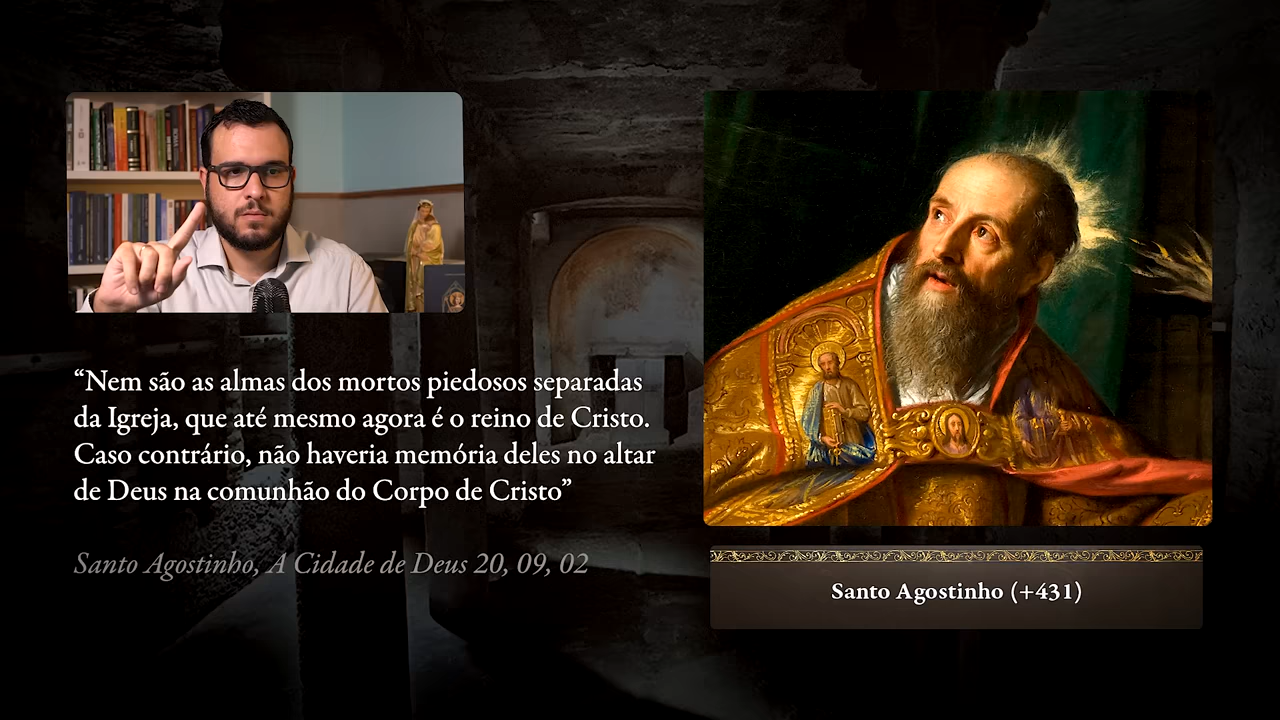 “Nem são as almas dos mortos piedosos separadas
da Igreja, que até mesmo agora é o reino de Cristo.
Caso contrário, não haveria memória deles no altar
de Deus na comunhão do Corpo de Cristo”
Santo Agostinho, A Cidade de Deus 20, 09, 02
Santo Agostinho (+431)